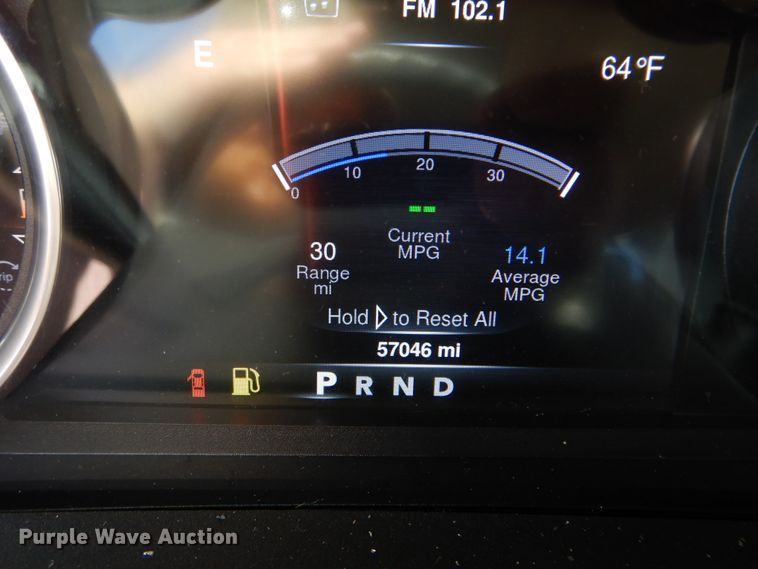 FM 102.1
E
64°F
0 10 20 30
Current
MPG
30
Range
mi
14.1
Average
MPG
Hold ▷ to Reset All
57046 mi
P R N D
rip
Purple Wave Auction